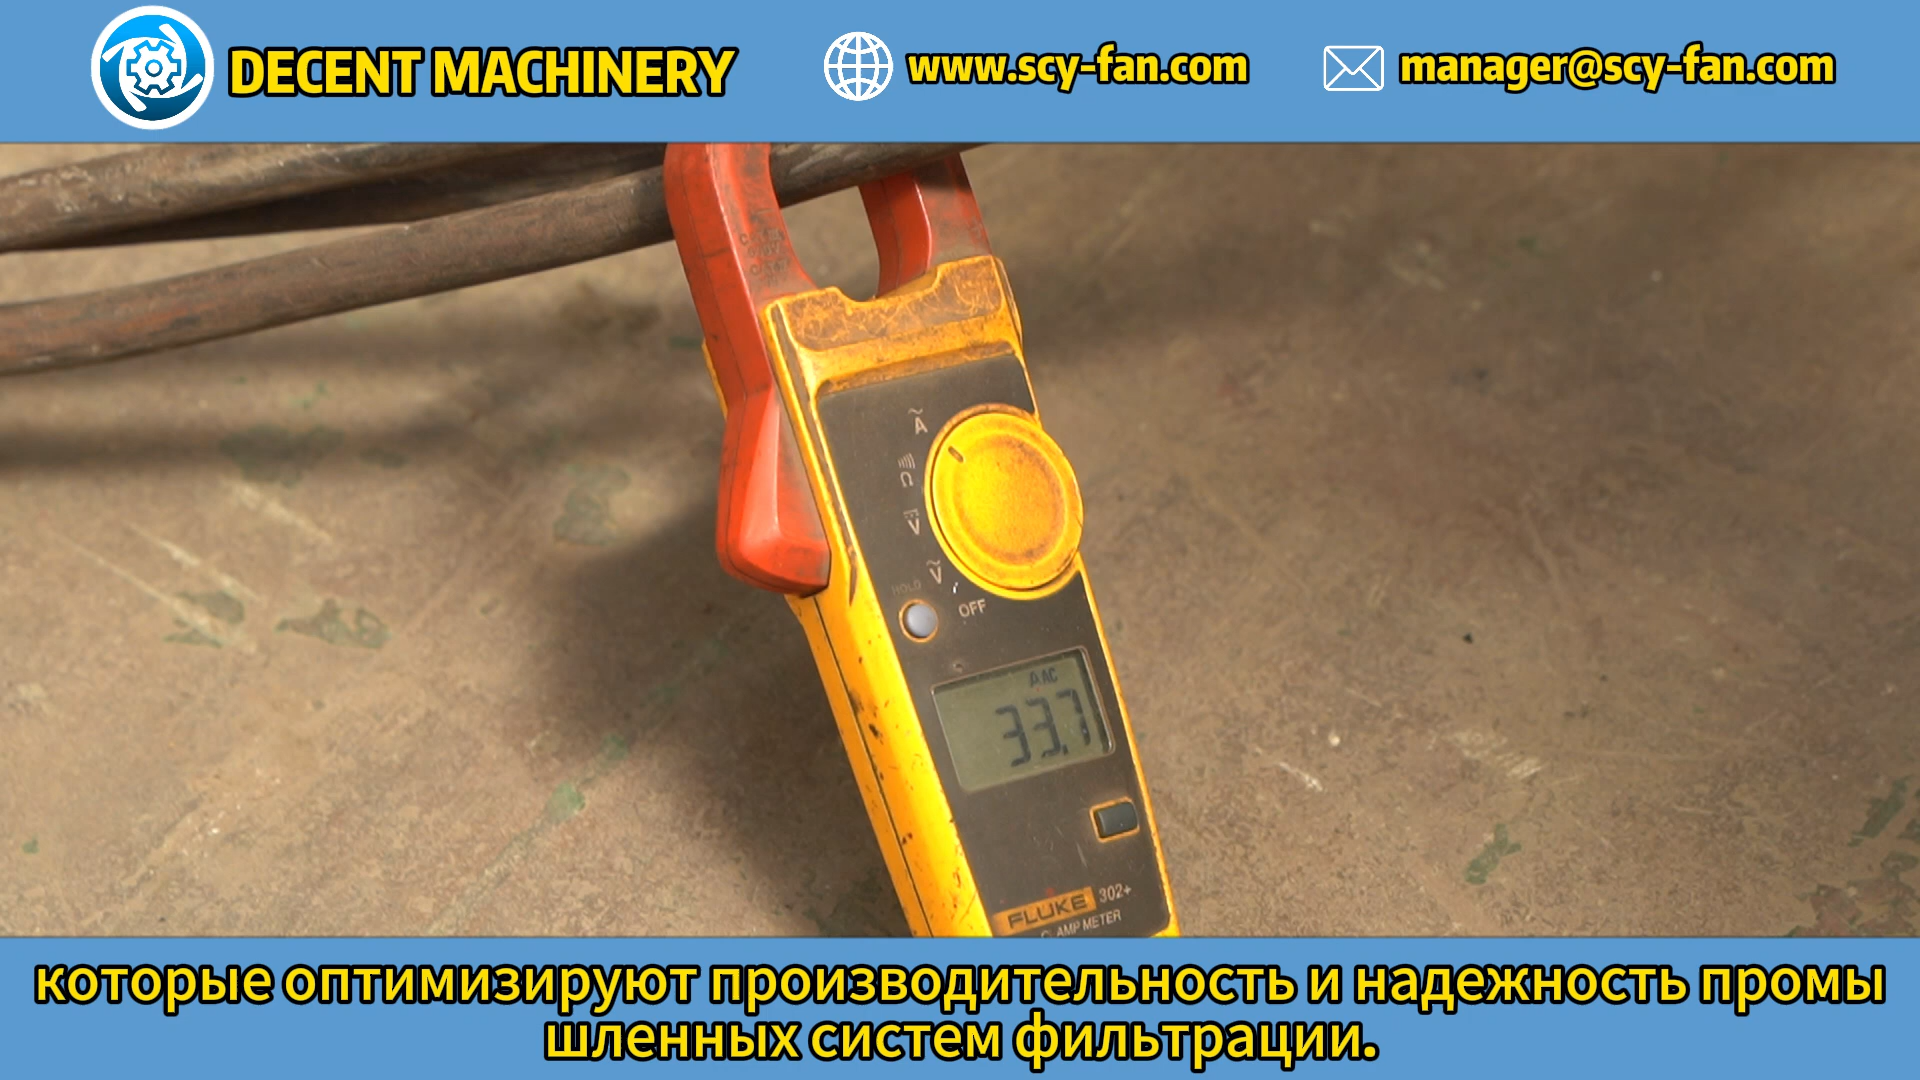 DECENT MACHINERY
www.scy-fan.com
manager@scy-fan.com
Ã
Ω
V
Ṽ
HOLD
OFF
A AC
33.7
FLUKE 302+
CLAMP METER
которые оптимизируют производительность и надежность промы
шленных систем фильтрации.